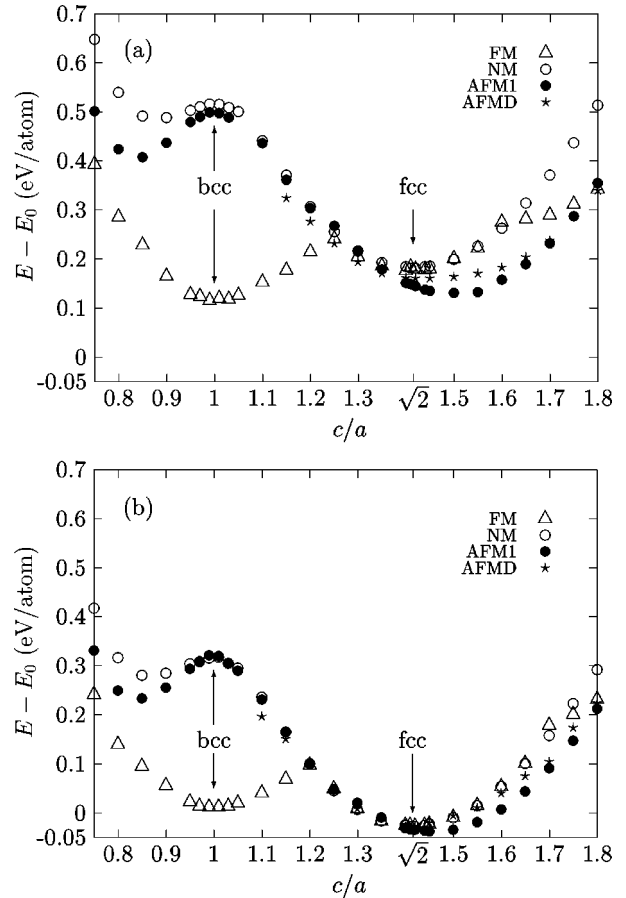 (a)
FM
NM
AFM1
AFMD
E − E₀ (eV/atom)
0.7
0.6
0.5
0.4
0.3
0.2
0.1
0
-0.05
bcc
fcc
0.8 0.9 1 1.1 1.2 1.3 √2 1.5 1.6 1.7 1.8
c/a
(b)
FM
NM
AFM1
AFMD
E − E₀ (eV/atom)
0.7
0.6
0.5
0.4
0.3
0.2
0.1
0
-0.05
bcc
fcc
0.8 0.9 1 1.1 1.2 1.3 √2 1.5 1.6 1.7 1.8
c/a